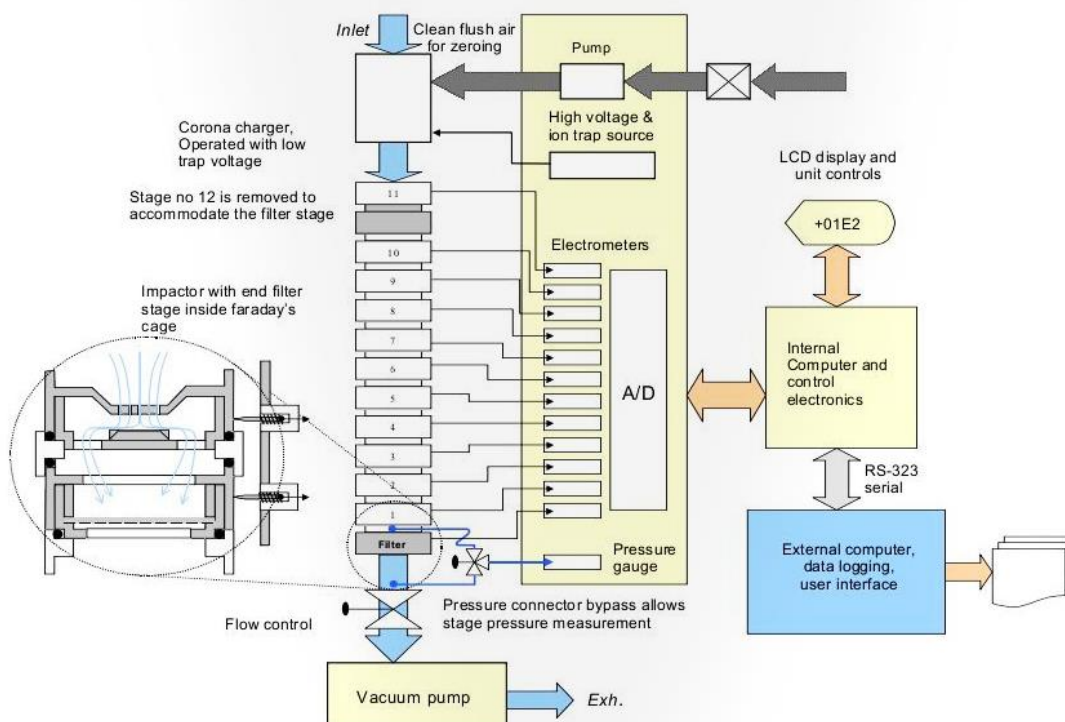 Inlet
Clean flush air
for zeroing
Pump
High voltage &
ion trap source
Corona charger,
Operated with low
trap voltage
Stage no 12 is removed to
accommodate the filter stage
LCD display and
unit controls
+01E2
Electrometers
11
10
9
8
7
6
5
4
3
2
1
Filter
A/D
Impactor with end filter
stage inside faraday's
cage
Internal
Computer and
control
electronics
RS-323
serial
External computer,
data logging,
user interface
Pressure
gauge
Pressure connector bypass allows
stage pressure measurement
Flow control
Vacuum pump
Exh.